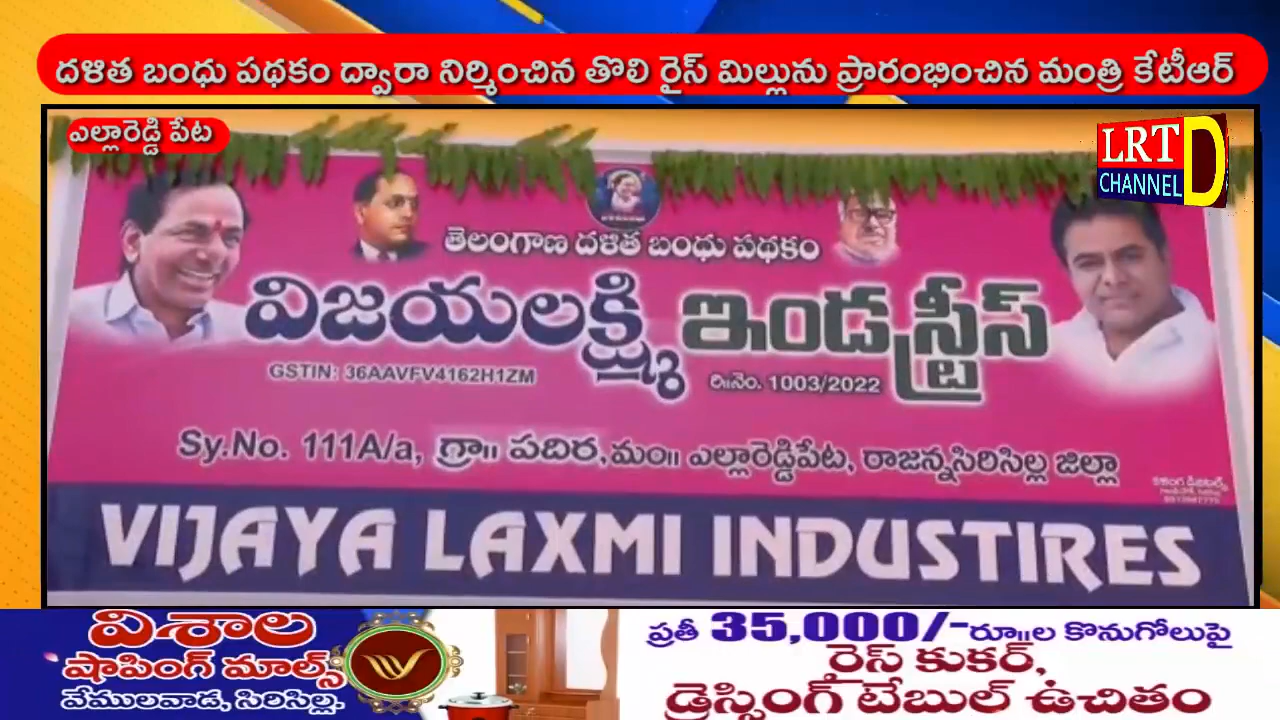 దళిత బంధు పథకం ద్వారా నిర్మించిన తొలి రైస్ మిల్లును ప్రారంభించిన మంత్రి కేటీఆర్
ఎల్లారెడ్డి పేట
LRT D
CHANNEL
తెలంగాణ దళిత బంధు పథకం
విజయలక్ష్మి ఇండస్ట్రీస్
GSTIN: 36AAVFV4162H1ZM
రి॥నెం. 1003/2022
Sy.No. 111A/a, గ్రా॥ పదిర, మం॥ ఎల్లారెడ్డిపేట, రాజన్నసిరిసిల్ల జిల్లా
VIJAYA LAXMI INDUSTIRES
విశాల
షాపింగ్ మాల్స్
వేములవాడ, సిరిసిల్ల.
ప్రతీ 35,000/-రూ॥ల కొనుగోలుపై
రైస్ కుకర్,
డ్రెస్సింగ్ టేబుల్ ఉచితం